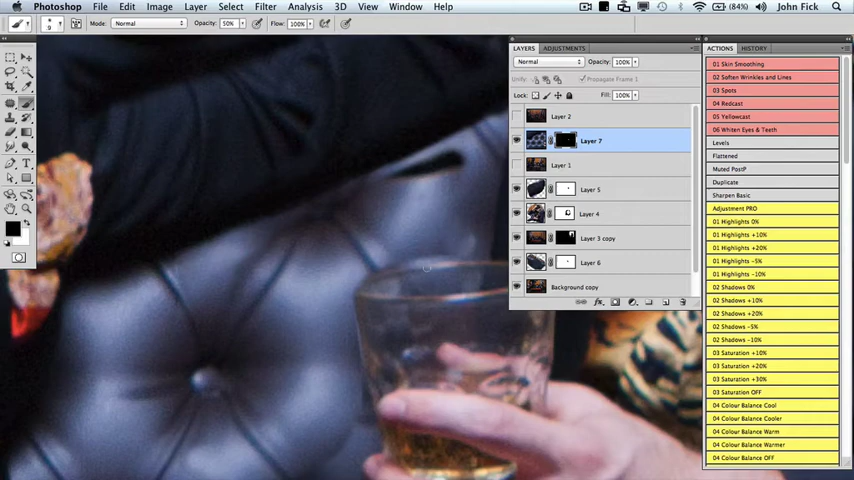 Photoshop File Edit Image Layer Select Filter Analysis 3D View Window Help (84%) John Fick
Mode: Normal Opacity: 50% Flow: 100%
LAYERS ADJUSTMENTS
Normal Opacity: 100%
Unify: Propagate Frame 1
Lock: Fill: 100%
Layer 2
Layer 7
Layer 1
Layer 5
Layer 4
Layer 3 copy
Layer 6
Background copy
ACTIONS HISTORY
01 Skin Smoothing
02 Soften Wrinkles and Lines
03 Spots
04 Redcast
05 Yellowcast
06 Whiten Eyes & Teeth
Levels
Flattened
Muted PostP
Duplicate
Sharpen Basic
Adjustment PRO
01 Highlights 0%
01 Highlights +10%
01 Highlights +20%
01 Highlights -5%
01 Highlights -10%
02 Shadows 0%
02 Shadows +10%
02 Shadows +20%
02 Shadows -5%
02 Shadows -10%
03 Saturation +10%
03 Saturation +20%
03 Saturation +30%
03 Saturation OFF
04 Colour Balance Cool
04 Colour Balance Cooler
04 Colour Balance Warm
04 Colour Balance Warmer
04 Colour Balance OFF